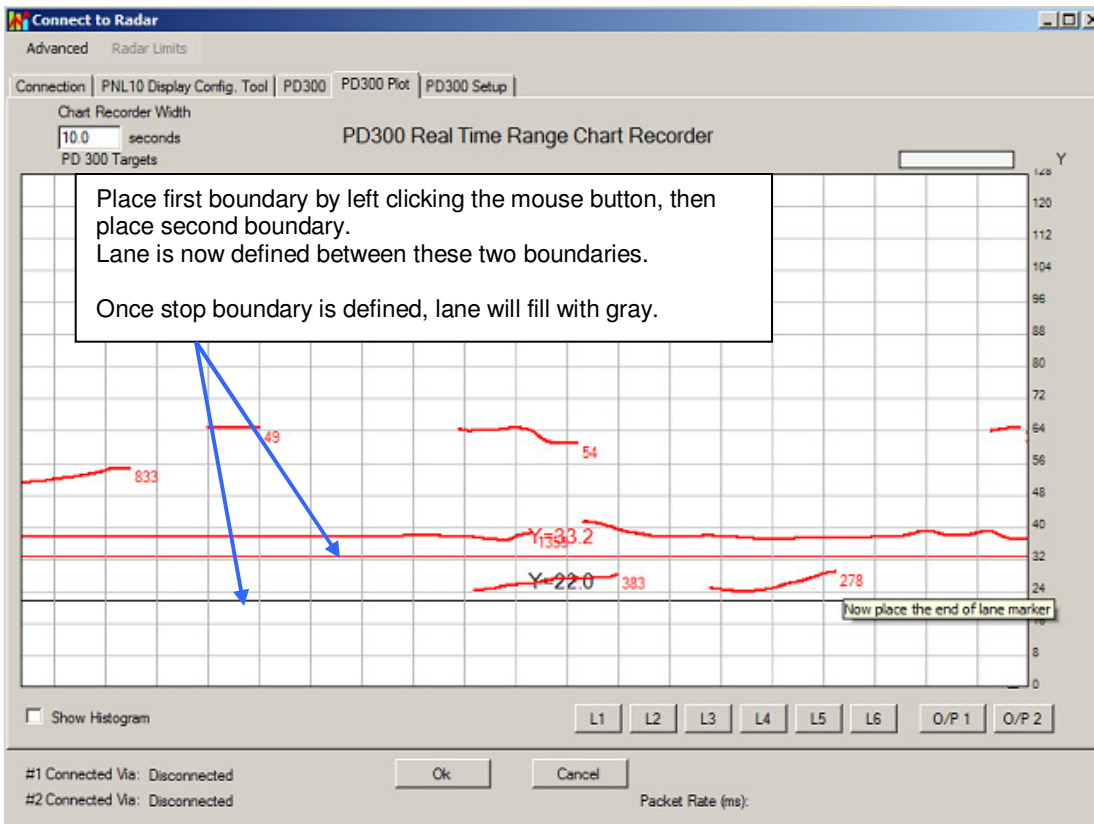 Connect to Radar
Advanced Radar Limits
Connection PNL10 Display Config. Tool PD300 PD300 Plot PD300 Setup
Chart Recorder Width
10.0 seconds
PD300 Real Time Range Chart Recorder
PD 300 Targets
Y
128
120
112
104
96
88
80
72
64
56
48
40
32
24
16
8
0
Place first boundary by left clicking the mouse button, then
place second boundary.
Lane is now defined between these two boundaries.
Once stop boundary is defined, lane will fill with gray.
49
54
833
Y=33.2
Y=22.0
383
278
Now place the end of lane marker
Show Histogram
L1 L2 L3 L4 L5 L6 O/P 1 O/P 2
#1 Connected Via: Disconnected
Ok Cancel
#2 Connected Via: Disconnected
Packet Rate (ms):